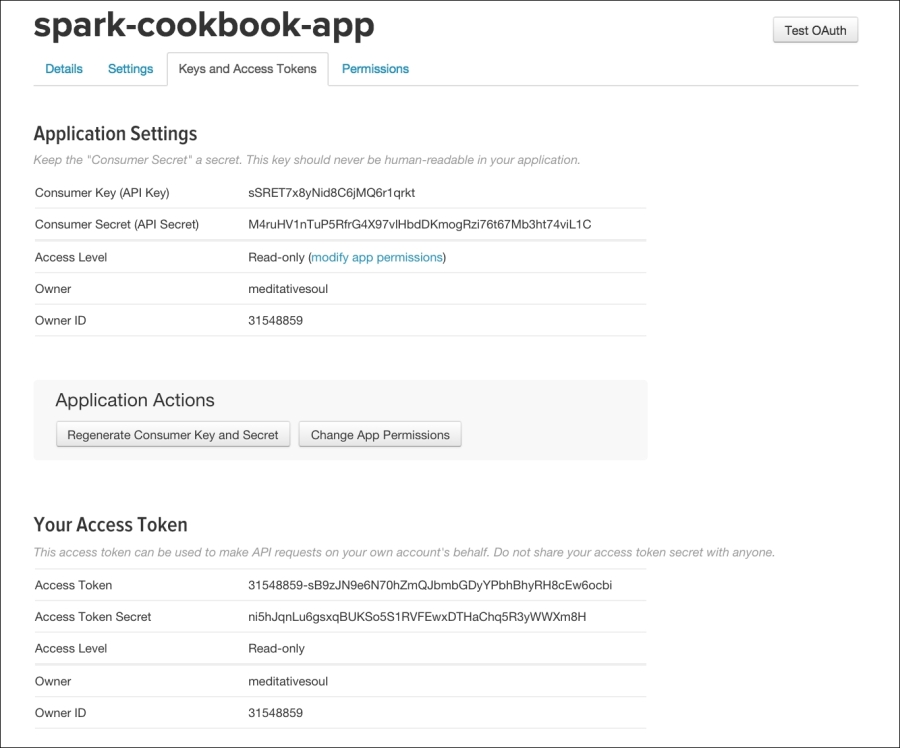 spark-cookbook-app
Test OAuth
Details Settings Keys and Access Tokens Permissions
Application Settings
Keep the "Consumer Secret" a secret. This key should never be human-readable in your application.
Consumer Key (API Key) sSRET7x8yNid8C6jMQ6r1qrkt
Consumer Secret (API Secret) M4ruHV1nTuP5RfrG4X97vlHbdDKmogRzi76t67Mb3ht74viL1C
Access Level Read-only (modify app permissions)
Owner meditativesoul
Owner ID 31548859
Application Actions
Regenerate Consumer Key and Secret Change App Permissions
Your Access Token
This access token can be used to make API requests on your own account's behalf. Do not share your access token secret with anyone.
Access Token 31548859-sB9zJN9e6N70hZmQJbmbGDyYPbhBhyRH8cEw6ocbi
Access Token Secret ni5hJqnLu6gsxqBUKSo5S1RVFEwxDTHaChq5R3yWWXm8H
Access Level Read-only
Owner meditativesoul
Owner ID 31548859